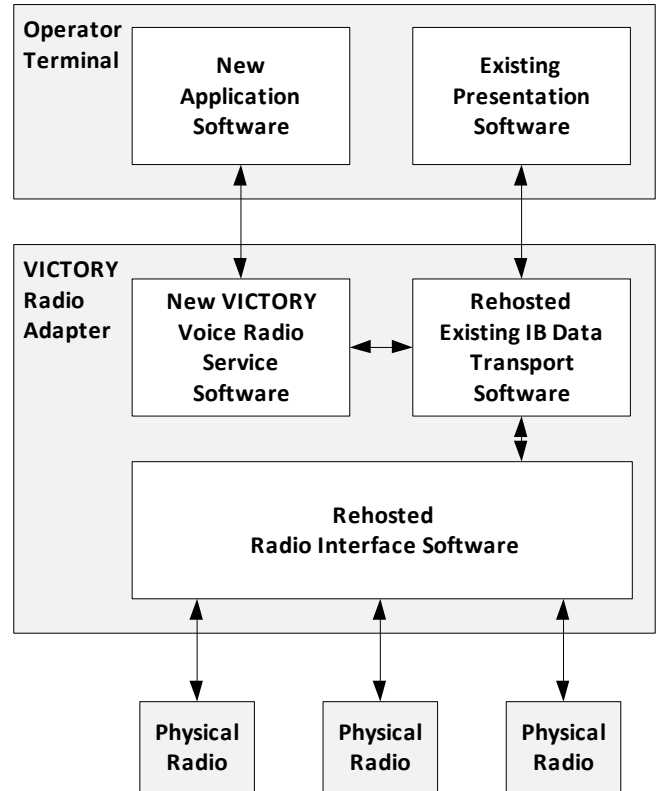 Operator
Terminal
New
Application
Software
Existing
Presentation
Software
VICTORY
Radio
Adapter
New VICTORY
Voice Radio
Service
Software
Rehosted
Existing IB Data
Transport
Software
Rehosted
Radio Interface Software
Physical
Radio
Physical
Radio
Physical
Radio